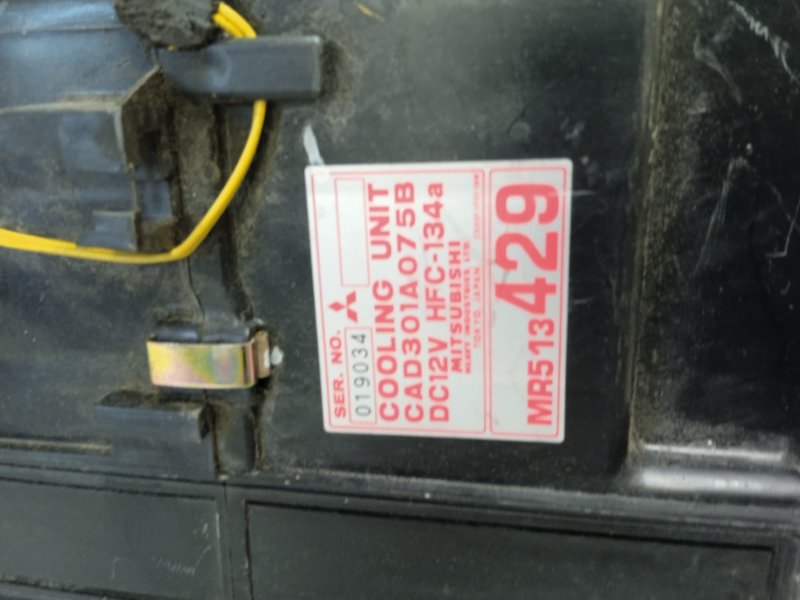 SER. NO.
019034
COOLING UNIT
CAD301A075B
DC12V HFC-134a
MITSUBISHI
HEAVY INDUSTRIES, LTD.
TOKYO, JAPAN
MR513429